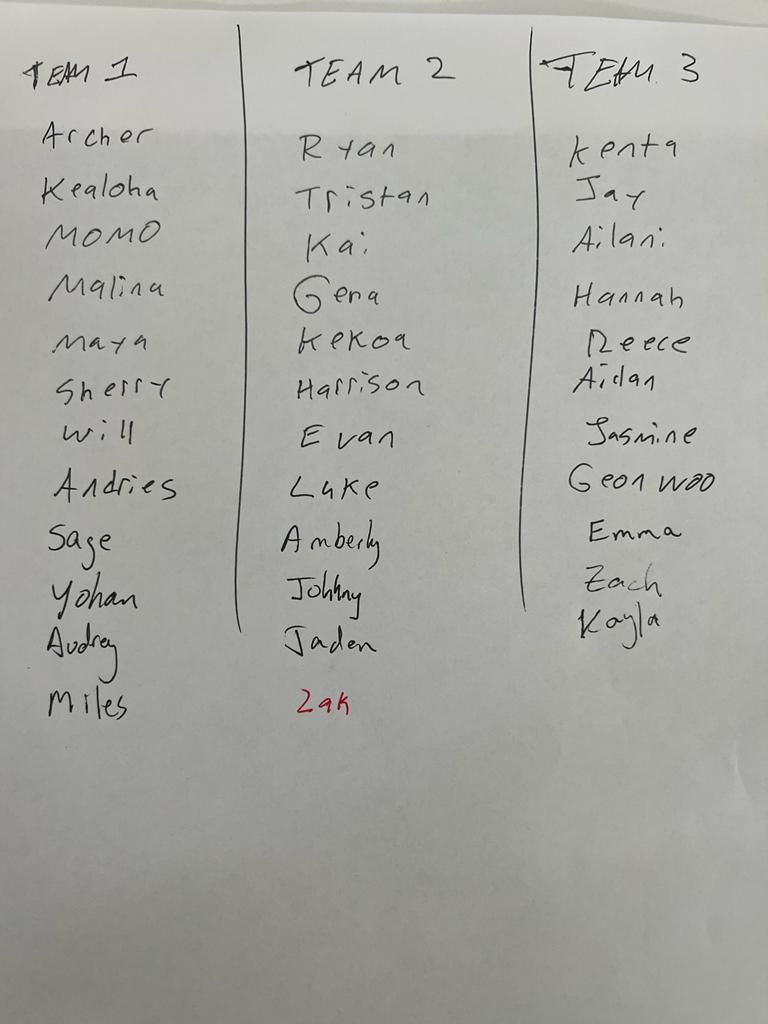 TEAM 1
Archer
Kealoha
MOMO
Malina
Maya
Sherry
Will
Andries
Sage
Yohan
Audrey
Miles
TEAM 2
Ryan
Tristan
Kai
Gena
Kekoa
Harrison
Evan
Luke
Amberly
Johnny
Jaden
Zak
TEAM 3
Kenta
Jay
Ailani
Hannah
Reece
Aidan
Jasmine
Geon woo
Emma
Zach
Kayla